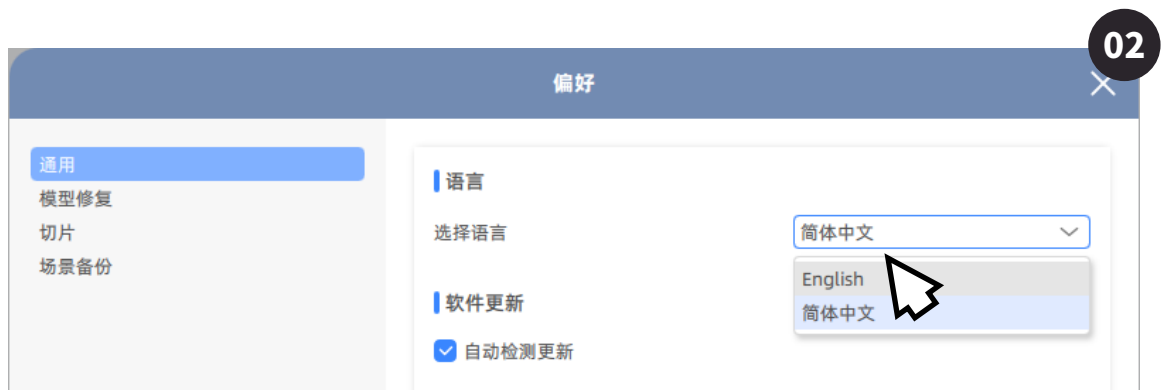 02
偏好
通用
模型修复
切片
场景备份
语言
选择语言
简体中文
English
简体中文
软件更新
自动检测更新